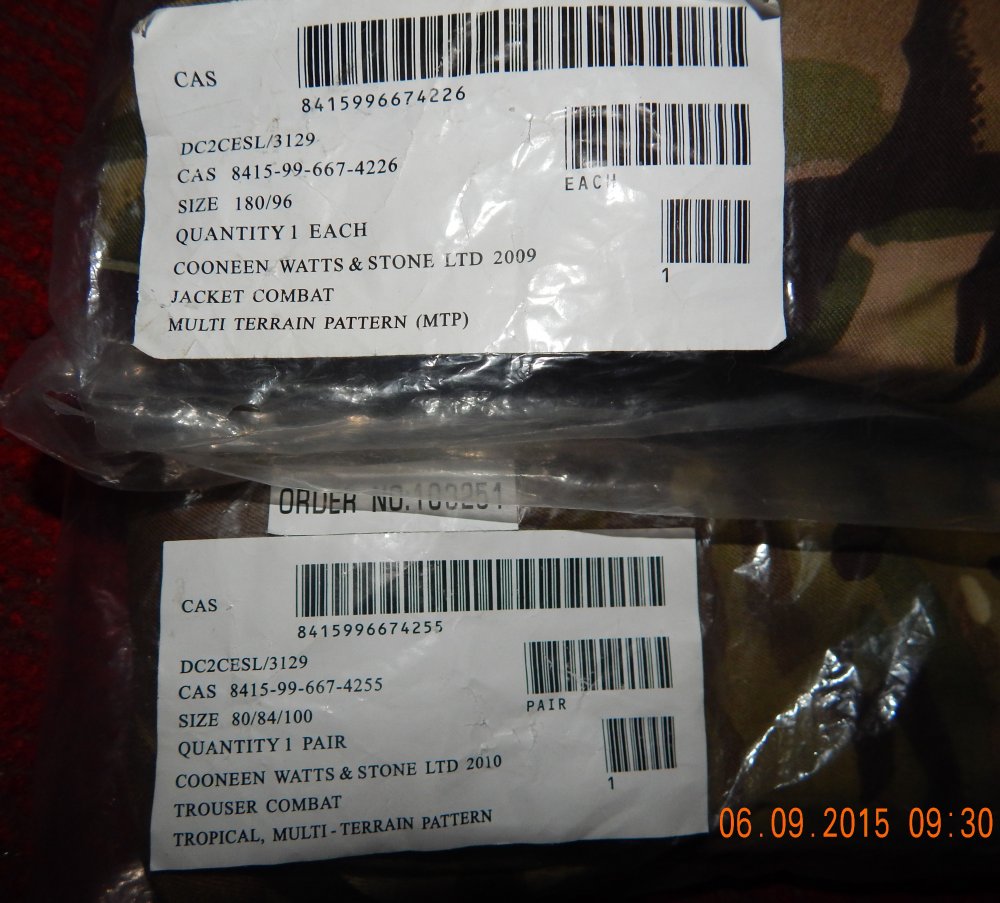 CAS
8415996674226
DC2CESL/3129
CAS 8415-99-667-4226
EACH
SIZE 180/96
QUANTITY 1 EACH
COONEEN WATTS & STONE LTD 2009
1
JACKET COMBAT
MULTI TERRAIN PATTERN (MTP)
ORDER NO.100251
CAS
8415996674255
DC2CESL/3129
CAS 8415-99-667-4255
PAIR
SIZE 80/84/100
QUANTITY 1 PAIR
COONEEN WATTS & STONE LTD 2010
1
TROUSER COMBAT
TROPICAL, MULTI-TERRAIN PATTERN
06.09.2015 09:30